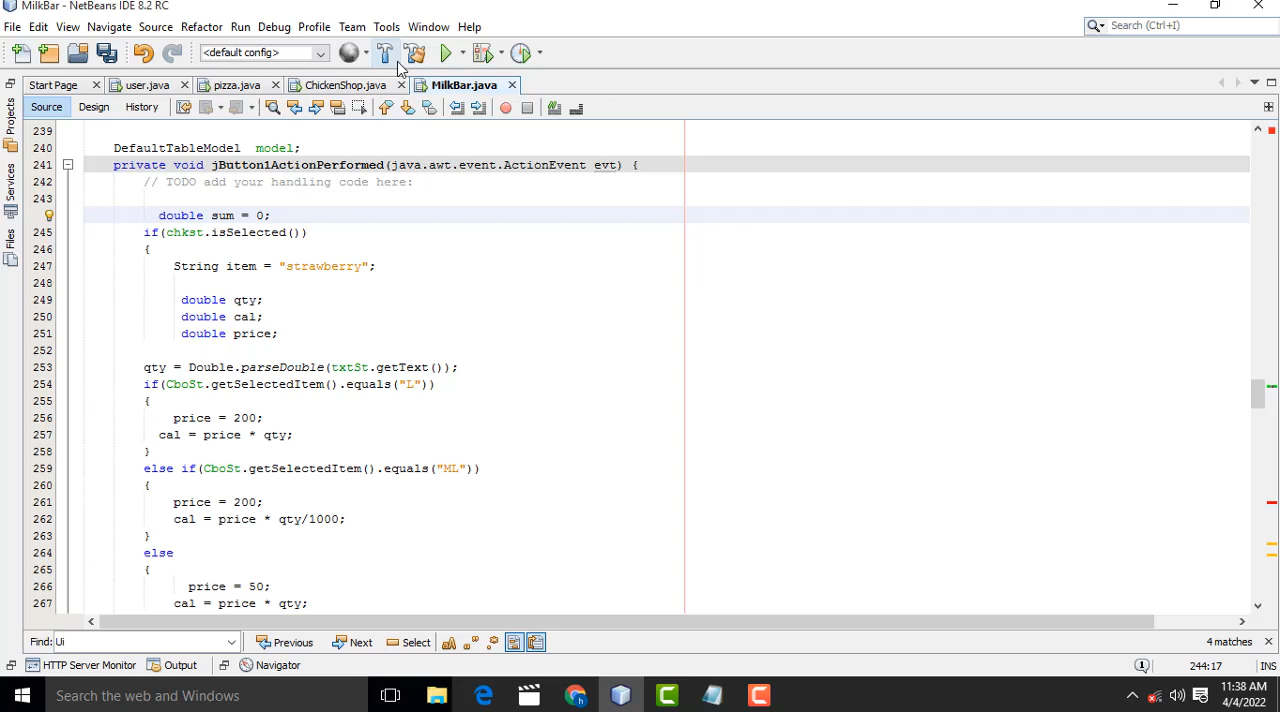 MilkBar - NetBeans IDE 8.2 RC
File Edit View Navigate Source Refactor Run Debug Profile Team Tools Window Help
Search (Ctrl+I)
<default config>
Start Page user.java pizza.java ChickenShop.java MilkBar.java
Source Design History
239
240 DefaultTableModel model;
241 private void jButton1ActionPerformed(java.awt.event.ActionEvent evt) {
242 // TODO add your handling code here:
243
double sum = 0;
245 if(chkst.isSelected())
246 {
247 String item = "strawberry";
248
249 double qty;
250 double cal;
251 double price;
252
253 qty = Double.parseDouble(txtSt.getText());
254 if(CboSt.getSelectedItem().equals("L"))
255 {
256 price = 200;
257 cal = price * qty;
258 }
259 else if(CboSt.getSelectedItem().equals("ML"))
260 {
261 price = 200;
262 cal = price * qty/1000;
263 }
264 else
265 {
266 price = 50;
267 cal = price * qty;
Projects
Services
Files
Find: Ui Previous Next Select 4 matches
HTTP Server Monitor Output Navigator 1 244:17 INS
Search the web and Windows
11:38 AM
4/4/2022